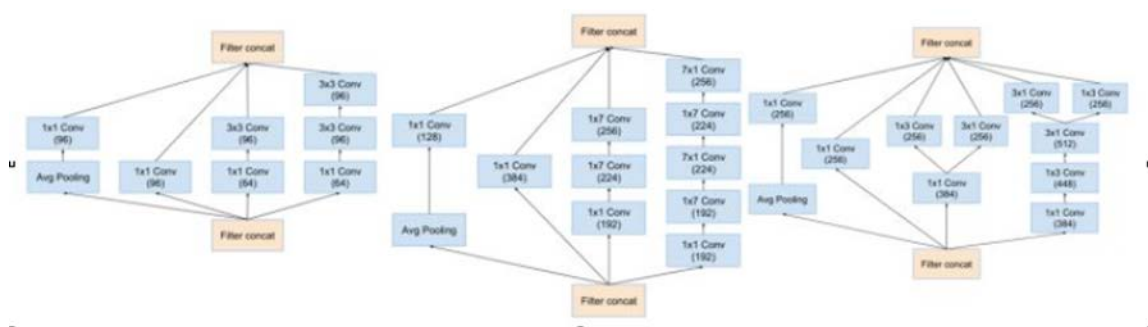 Filter concat
3x3 Conv
(96)
1x1 Conv
(96)
3x3 Conv
(96)
3x3 Conv
(96)
Avg Pooling
1x1 Conv
(96)
1x1 Conv
(64)
1x1 Conv
(64)
Filter concat
Filter concat
7x1 Conv
(256)
1x1 Conv
(128)
1x7 Conv
(256)
1x7 Conv
(224)
1x1 Conv
(384)
1x7 Conv
(224)
7x1 Conv
(224)
Avg Pooling
1x1 Conv
(192)
1x7 Conv
(192)
1x1 Conv
(192)
Filter concat
Filter concat
1x1 Conv
(256)
3x1 Conv
(256)
1x3 Conv
(256)
1x1 Conv
(256)
1x3 Conv
(256)
3x1 Conv
(256)
3x1 Conv
(512)
1x3 Conv
(448)
Avg Pooling
1x1 Conv
(384)
1x1 Conv
(384)
Filter concat